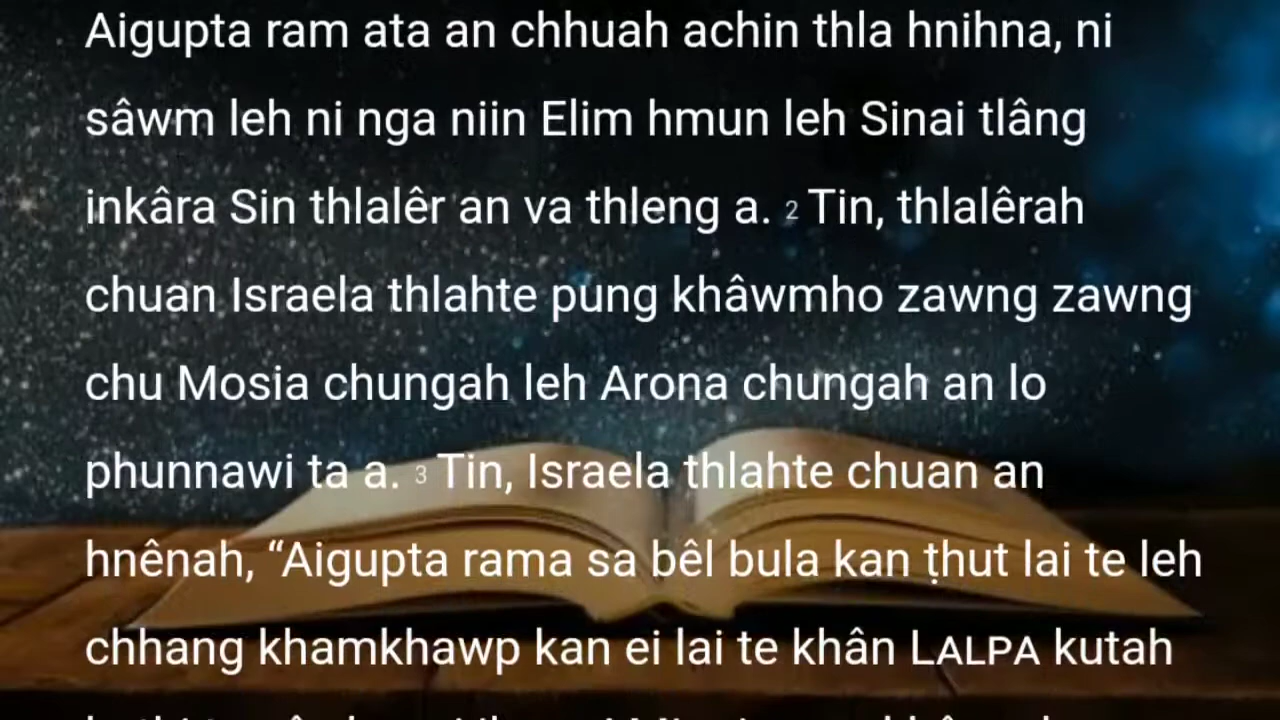 Aigupta ram ata an chhuah achin thla hnihna, ni
sâwm leh ni nga niin Elim hmun leh Sinai tlâng
inkâra Sin thlalêr an va thleng a. 2 Tin, thlalêrah
chuan Israela thlahte pung khâwmho zawng zawng
chu Mosia chungah leh Arona chungah an lo
phunnawi ta a. 3 Tin, Israela thlahte chuan an
hnênah, “Aigupta rama sa bêl bula kan ṭhut lai te leh
chhang khamkhawp kan ei lai te khân LALPA kutah